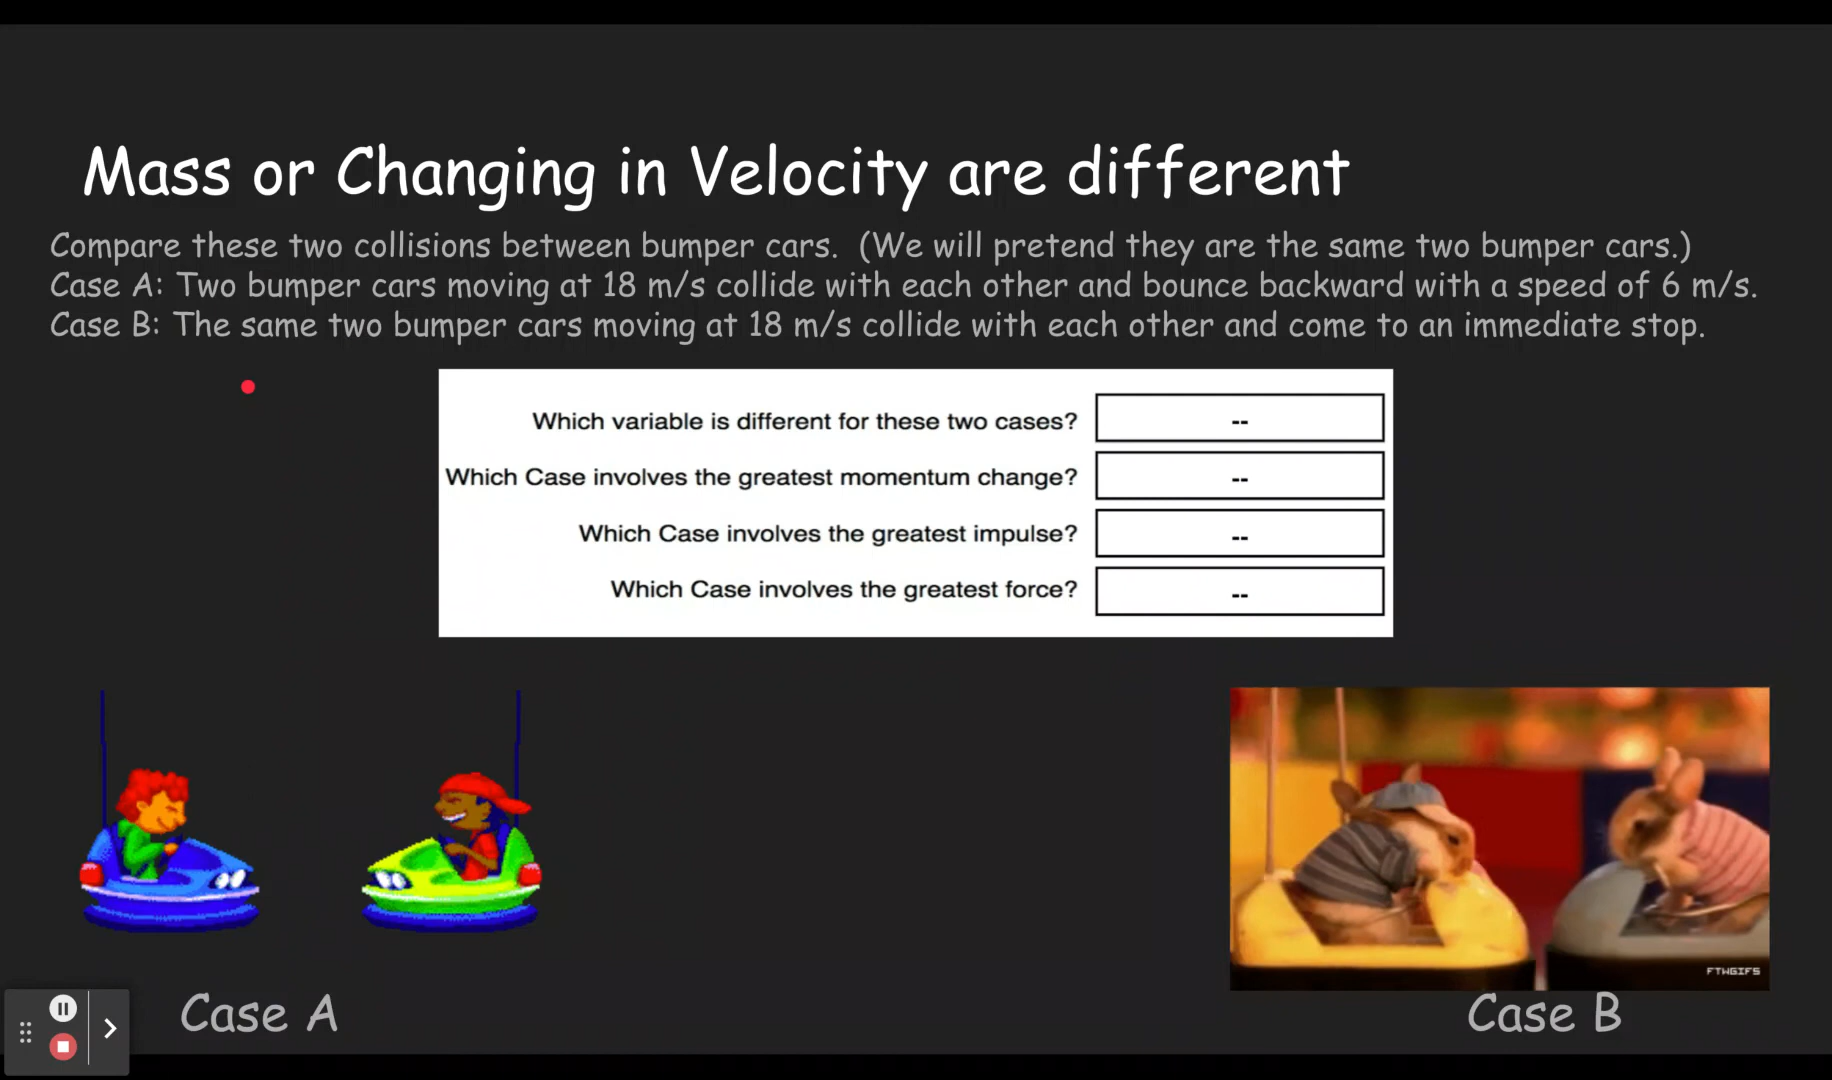 Mass or Changing in Velocity are different
Compare these two collisions between bumper cars. (We will pretend they are the same two bumper cars.)
Case A: Two bumper cars moving at 18 m/s collide with each other and bounce backward with a speed of 6 m/s.
Case B: The same two bumper cars moving at 18 m/s collide with each other and come to an immediate stop.
Which variable is different for these two cases? --
Which Case involves the greatest momentum change? --
Which Case involves the greatest impulse? --
Which Case involves the greatest force? --
FTWGIFS
Case A
Case B